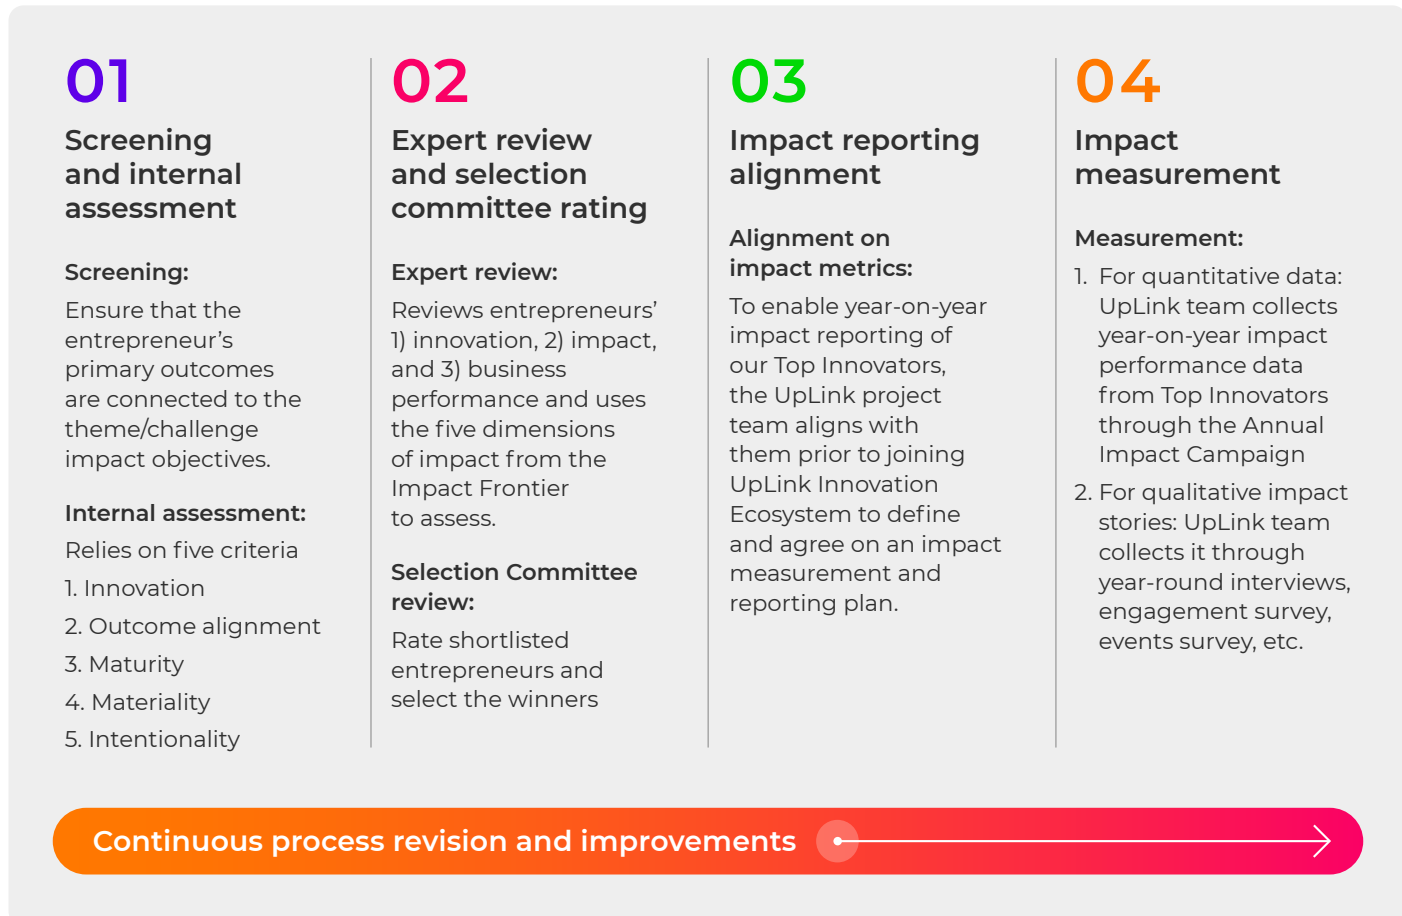 01
Screening
and internal
assessment
Screening:
Ensure that the
entrepreneur’s
primary outcomes
are connected to the
theme/challenge
impact objectives.
Internal assessment:
Relies on five criteria
1. Innovation
2. Outcome alignment
3. Maturity
4. Materiality
5. Intentionality
02
Expert review
and selection
committee rating
Expert review:
Reviews entrepreneurs’
1) innovation, 2) impact,
and 3) business
performance and uses
the five dimensions
of impact from the
Impact Frontier
to assess.
Selection Committee
review:
Rate shortlisted
entrepreneurs and
select the winners
03
Impact reporting
alignment
Alignment on
impact metrics:
To enable year-on-year
impact reporting of
our Top Innovators,
the UpLink project
team aligns with
them prior to joining
UpLink Innovation
Ecosystem to define
and agree on an impact
measurement and
reporting plan.
04
Impact
measurement
Measurement:
1. For quantitative data:
UpLink team collects
year-on-year impact
performance data
from Top Innovators
through the Annual
Impact Campaign
2. For qualitative impact
stories: UpLink team
collects it through
year-round interviews,
engagement survey,
events survey, etc.
Continuous process revision and improvements